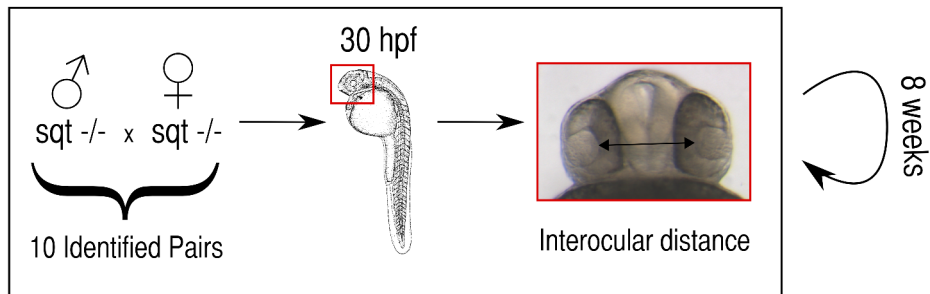 30 hpf
sqt -/- x sqt -/-
10 Identified Pairs
Interocular distance
8 weeks